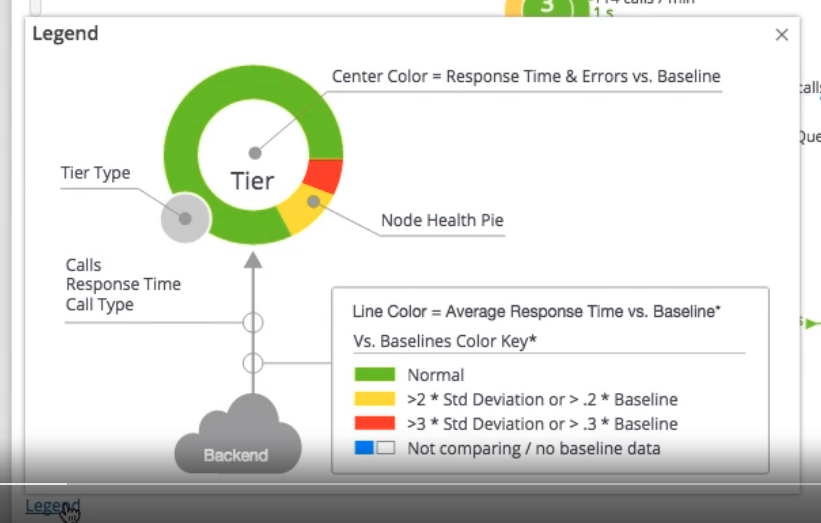 3
1 s
Legend
Center Color = Response Time & Errors vs. Baseline
Tier Type
Tier
Node Health Pie
Calls
Response Time
Call Type
Line Color = Average Response Time vs. Baseline*
Vs. Baselines Color Key*
Normal
>2 * Std Deviation or > .2 * Baseline
>3 * Std Deviation or > .3 * Baseline
Not comparing / no baseline data
Backend
Legend